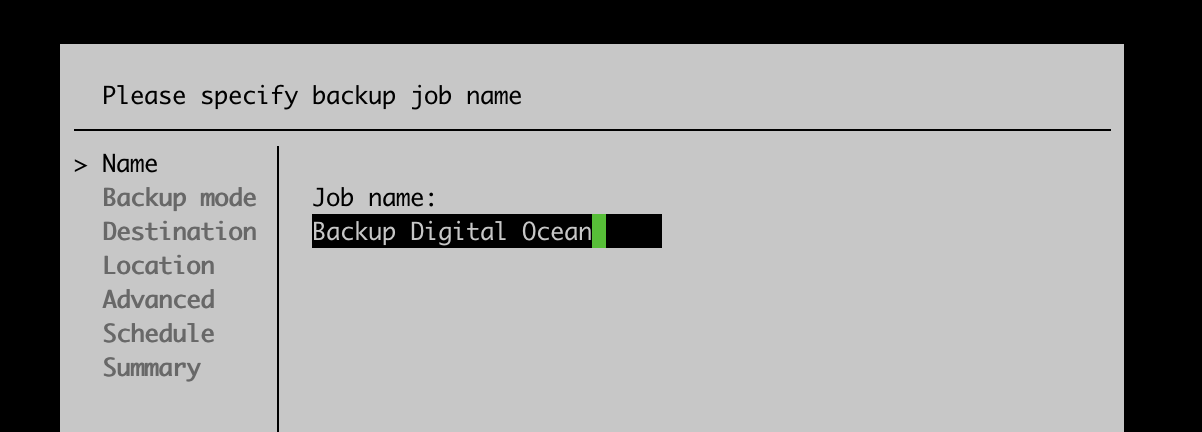 Please specify backup job name
> Name
Backup mode
Destination
Location
Advanced
Schedule
Summary
Job name:
Backup Digital Ocean